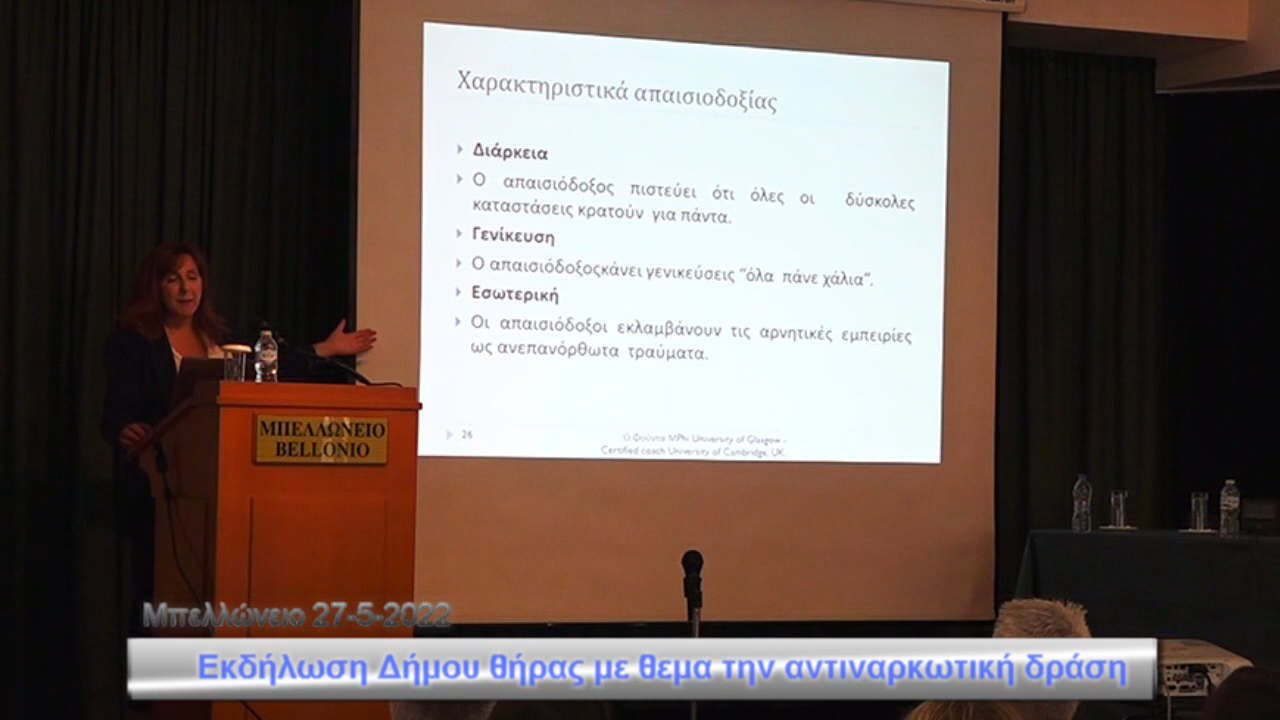 Χαρακτηριστικά απαισιοδοξίας
Διάρκεια
Ο απαισιόδοξος πιστεύει ότι όλες οι δύσκολες
καταστάσεις κρατούν για πάντα.
Γενίκευση
Ο απαισιόδοξοςκάνει γενικεύσεις “όλα πάνε χάλια”.
Εσωτερική
Οι απαισιόδοξοι εκλαμβάνουν τις αρνητικές εμπειρίες
ως ανεπανόρθωτα τραύματα.
26
Ο.Φούντα MPhi University of Glasgow -
Certified coach University of Cambridge, UK
ΜΠΕΛΛΩΝΕΙΟ
BELLONIO
Μπελλώνειο 27-5-2022
Εκδήλωση Δήμου θήρας με θεμα την αντιναρκωτική δράση